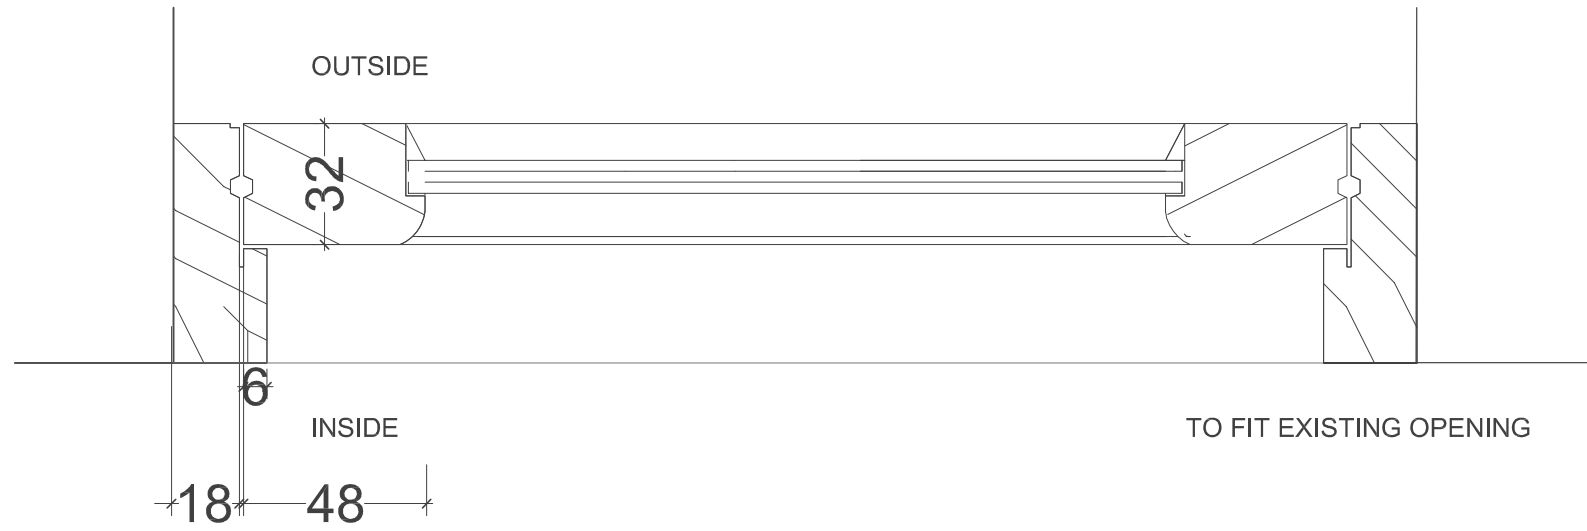 OUTSIDE
32
6
INSIDE
TO FIT EXISTING OPENING
18
48